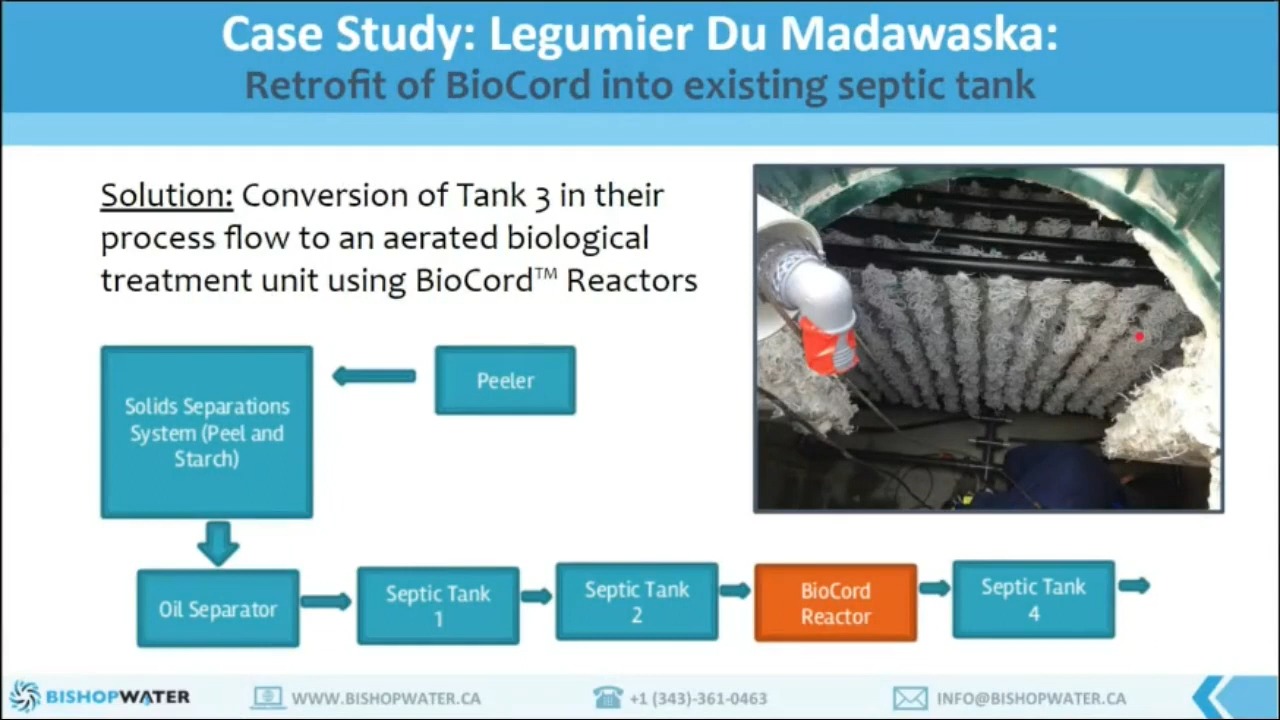 Case Study: Legumier Du Madawaska:
Retrofit of BioCord into existing septic tank
Solution: Conversion of Tank 3 in their
process flow to an aerated biological
treatment unit using BioCord™ Reactors
Peeler
Solids Separations
System (Peel and
Starch)
Oil Separator
Septic Tank
1
Septic Tank
2
BioCord
Reactor
Septic Tank
4
BISHOPWATER
WWW.BISHOPWATER.CA
+1 (343)-361-0463
INFO@BISHOPWATER.CA